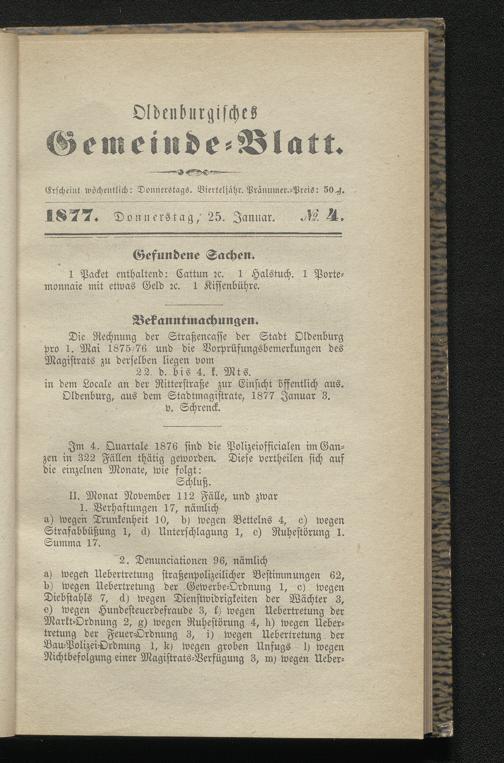 Oldenburgisches
Gemeinde-Blatt.
Erscheint wöchentlich: Donnerstags. Vierteljähr. Pränumer.-Preis: 50 ₰.
1877. Donnerstag, 25. Januar. № 4.
Gefundene Sachen.
1 Packet enthaltend: Cattun ꝛc. 1 Halstuch. 1 Porte-
monnaie mit etwas Geld ꝛc. 1 Kissenbühre.
Bekanntmachungen.
Die Rechnung der Straßencasse der Stadt Oldenburg
pro 1. Mai 1875-76 und die Vorprüfungsbemerkungen des
Magistrats zu derselben liegen vom
22. d. bis 4. k. Mts.
in dem Locale an der Ritterstraße zur Einsicht öffentlich aus.
Oldenburg, aus dem Stadtmagistrate, 1877 Januar 3.
v. Schrenck.
Im 4. Quartale 1876 sind die Polizeiofficialen im Gan-
zen in 322 Fällen thätig geworden. Diese vertheilen sich auf
die einzelnen Monate, wie folgt:
Schluß.
II. Monat November 112 Fälle, und zwar
1. Verhaftungen 17, nämlich
a) wegen Trunkenheit 10, b) wegen Bettelns 4, c) wegen
Strafabbüßung 1, d) Unterschlagung 1, e) Ruhestörung 1.
Summa 17.
2. Denunciationen 96, nämlich
a) wegen Uebertretung straßenpolizeilicher Bestimmungen 62,
b) wegen Uebertretung der Gewerbe-Ordnung 1, c) wegen
Diebstahls 7, d) wegen Dienstwidrigkeiten der Wächter 3,
e) wegen Hundesteuerdefraude 3, f) wegen Uebertretung der
Markt-Ordnung 2, g) wegen Ruhestörung 4, h) wegen Ueber-
tretung der Feuer-Ordnung 3, i) wegen Uebertretung der
Bau-Polizei-Ordnung 1, k) wegen groben Unfugs l) wegen
Nichtbefolgung einer Magistrats-Verfügung 3, m) wegen Ueber-